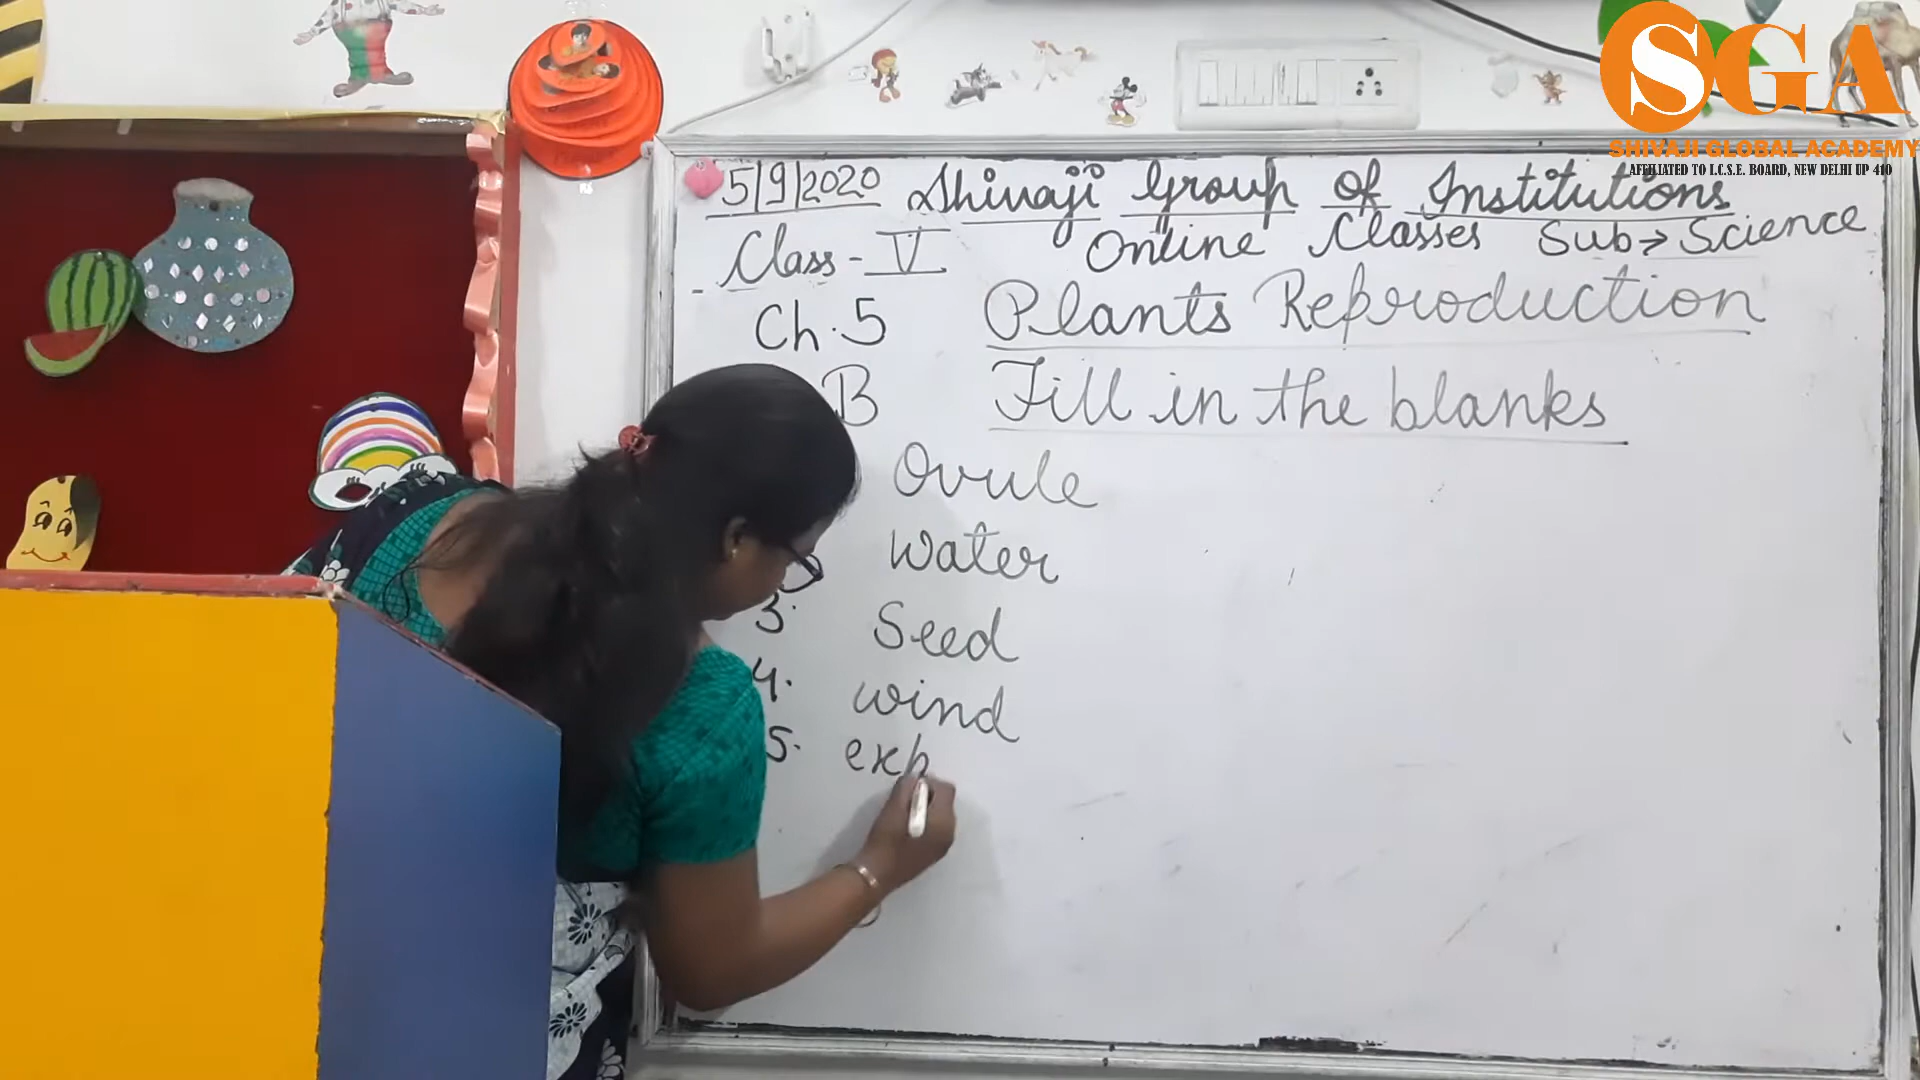 SGA
SHIVAJI GLOBAL ACADEMY
AFFILIATED TO I.C.S.E. BOARD, NEW DELHI UP 410
5/9/2020 Shivaji Group of Institutions
Class - V Online Classes Sub → Science
Ch. 5 Plants Reproduction
B Fill in the blanks
Ovule
Water
3. Seed
4. wind
5. exp